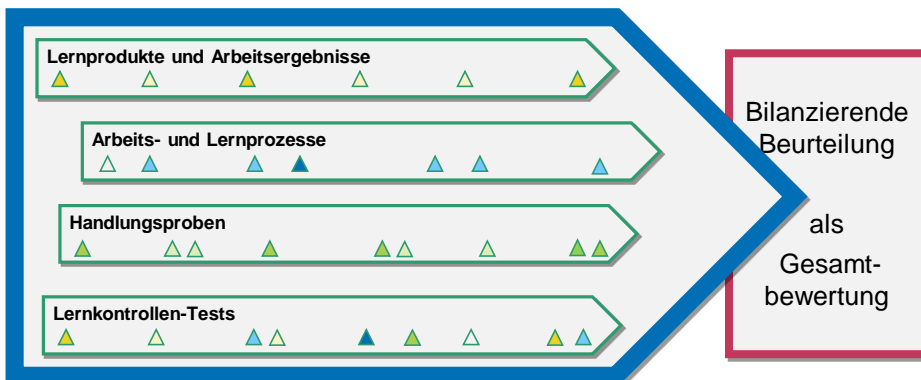 Lernprodukte und Arbeitsergebnisse
Arbeits- und Lernprozesse
Handlungsproben
Lernkontrollen-Tests
Bilanzierende
Beurteilung
als
Gesamt-
bewertung